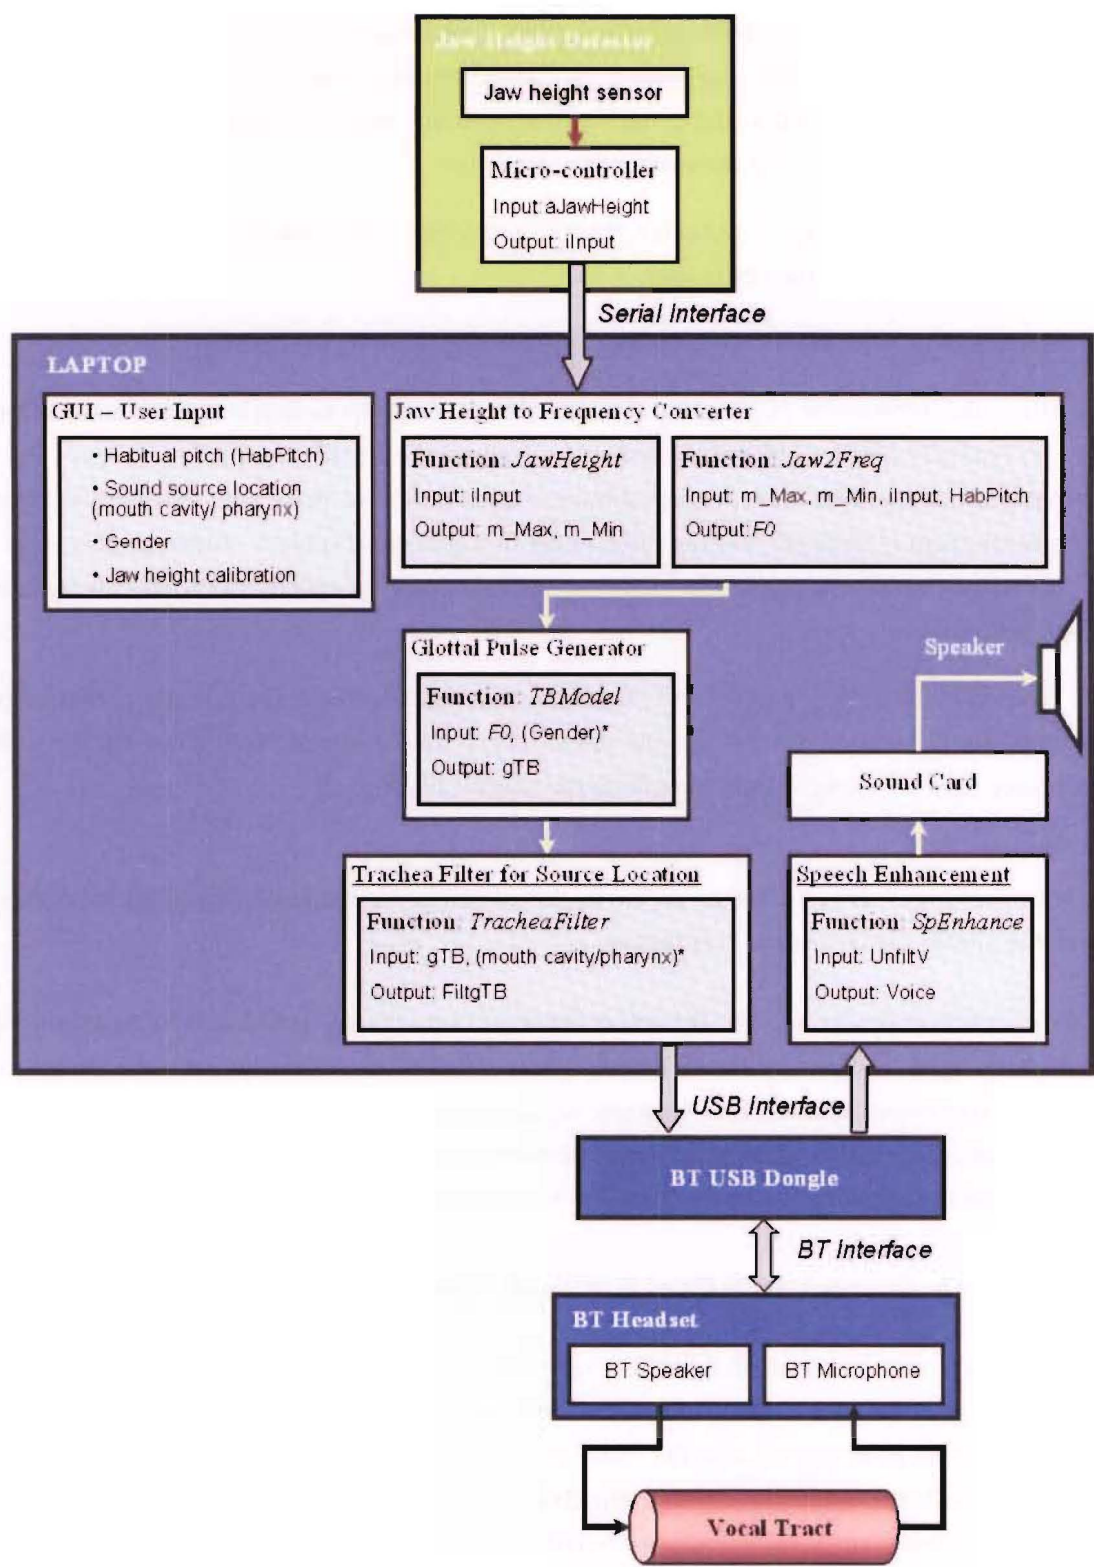 Jaw Height Detector
Jaw height sensor
Micro-controller
Input:aJawHeight
Output: iInput
Serial Interface
LAPTOP
GUI – User Input
• Habitual pitch (HabPitch)
• Sound source location
(mouth cavity/ pharynx)
• Gender
• Jaw height calibration
Jaw Height to Frequency Converter
Function: JawHeight
Input: iInput
Output: m_Max, m_Min
Function: Jaw2Freq
Input: m_Max, m_Min, iInput, HabPitch
Output:F0
Glottal Pulse Generator
Function: TBModel
Input: F0, (Gender)*
Output: gTB
Speaker
Sound Card
Trachea Filter for Source Location
Function: TracheaFilter
Input: gTB, (mouth cavity/pharynx)*
Output: FiltgTB
Speech Enhancement
Function: SpEnhance
Input: UnfiltV
Output: Voice
USB Interface
BT USB Dongle
BT Interface
BT Headset
BT Speaker
BT Microphone
Vocal Tract